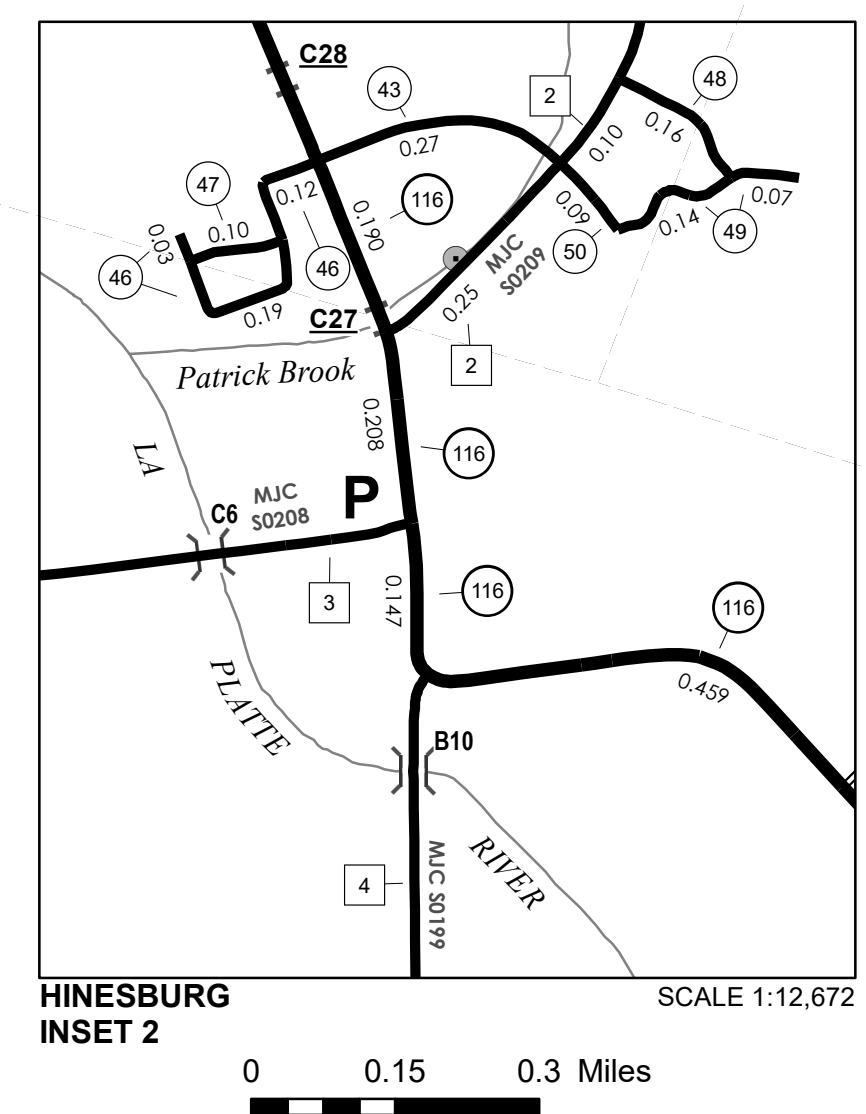 C28
43
48
2
0.16
0.10
0.27
47
0.12
116
0.190
0.09
0.07
0.03
0.10
0.14
49
46
46
50
MJC
S0209
0.25
0.19
C27
2
Patrick Brook
0.208
116
LA
P
MJC
S0208
C6
3
0.147
116
116
0.459
PLATTE
B10
4
MJC S0199
RIVER
HINESBURG
INSET 2
SCALE 1:12,672
0 0.15 0.3 Miles